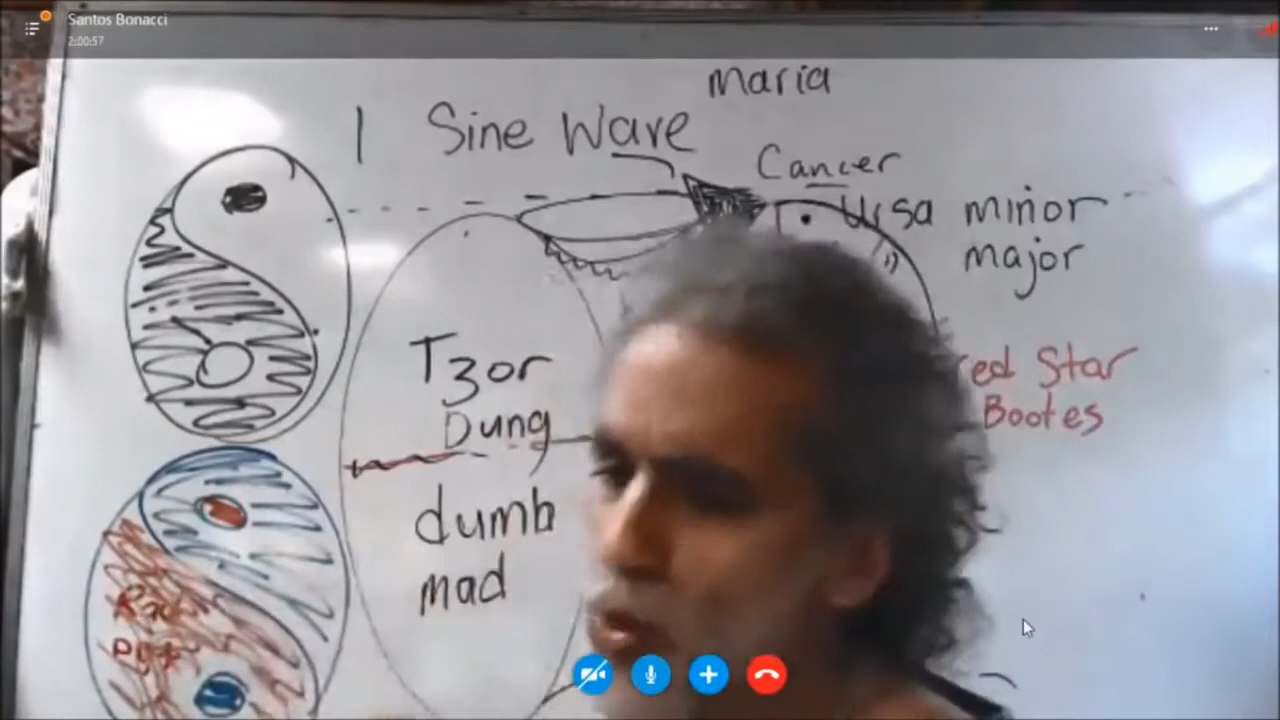 Santos Bonacci
2:00:57
maria
1 Sine Wave
Cancer
Ursa minor
major
T3or
Dung
red Star
Bootes
dumb
mad